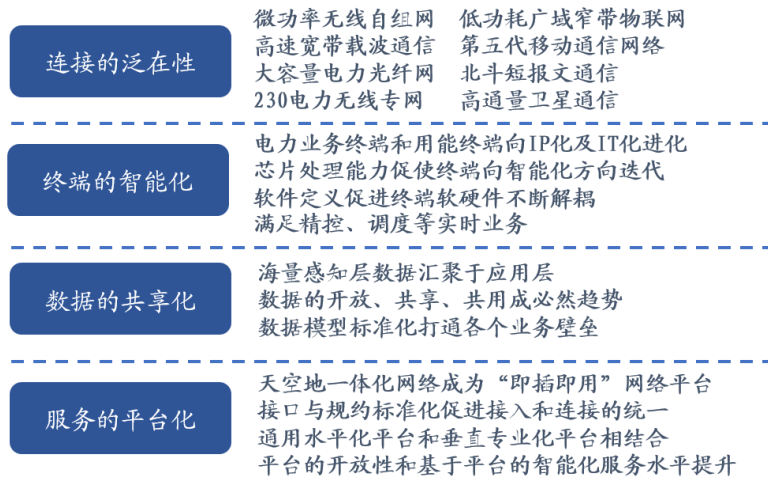 连接的泛在性
微功率无线自组网 低功耗广域窄带物联网
高速宽带载波通信 第五代移动通信网络
大容量电力光纤网 北斗短报文通信
230电力无线专网 高通量卫星通信
终端的智能化
电力业务终端和用能终端向IP化及IT化进化
芯片处理能力促使终端向智能化方向迭代
软件定义促进终端软硬件不断解耦
满足精控、调度等实时业务
数据的共享化
海量感知层数据汇聚于应用层
数据的开放、共享、共用成必然趋势
数据模型标准化打通各个业务壁垒
服务的平台化
天空地一体化网络成为“即插即用”网络平台
接口与规约标准化促进接入和连接的统一
通用水平化平台和垂直专业化平台相结合
平台的开放性和基于平台的智能化服务水平提升